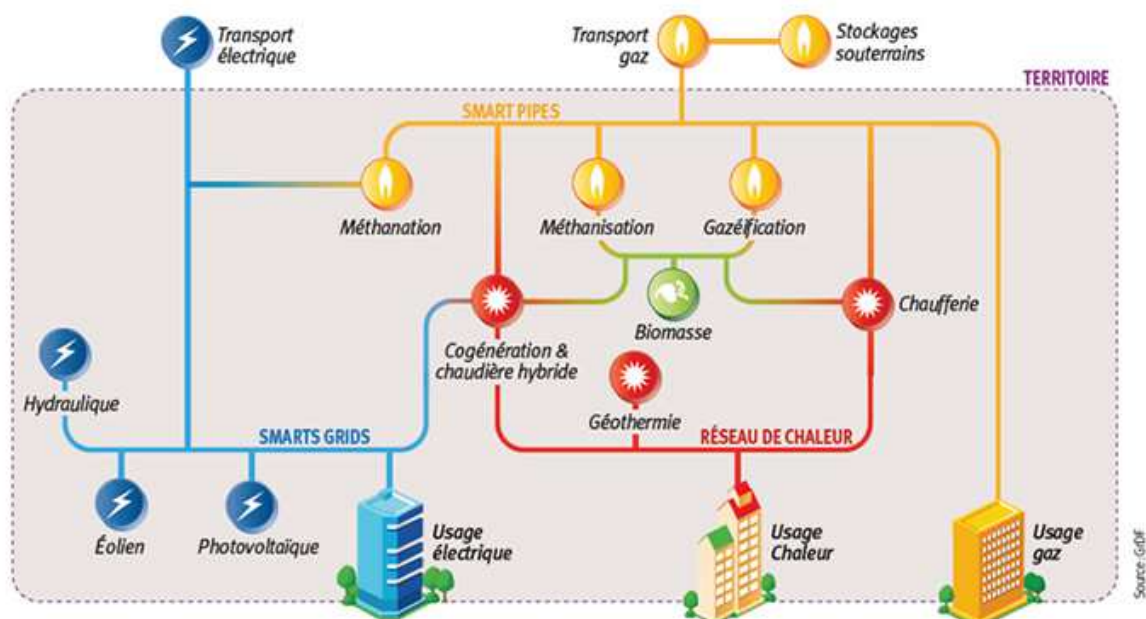 Transport
électrique
Transport
gaz
Stockages
souterrains
TERRITOIRE
SMART PIPES
Méthanation
Méthanisation
Gazéification
Biomasse
Chaufferie
Cogénération &
chaudière hybride
Hydraulique
Géothermie
SMARTS GRIDS
RÉSEAU DE CHALEUR
Éolien
Photovoltaïque
Usage
électrique
Usage
Chaleur
Usage
gaz
Source : GrDF